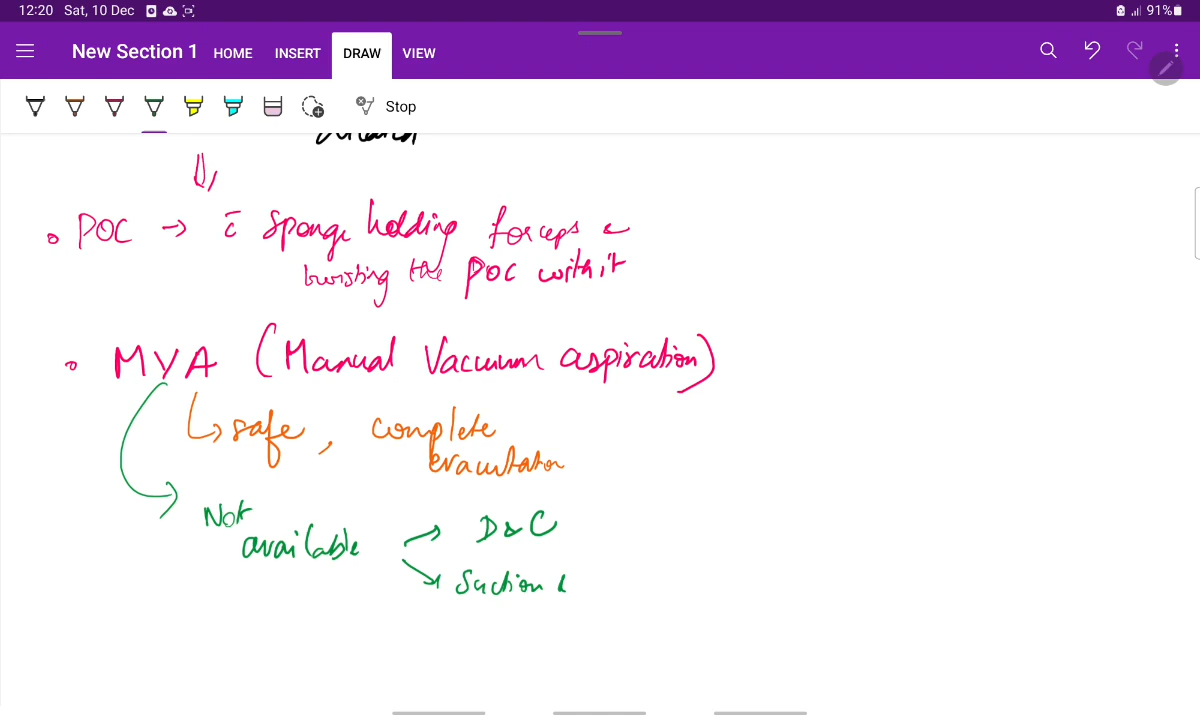 12:20 Sat, 10 Dec 91%
New Section 1 HOME INSERT DRAW VIEW
Stop
• POC → c̄ sponge holding forceps &
twisting the POC with it
• MVA (Manual Vacuum aspiration)
↳ safe, complete
evacuation
Not
available → D&C
→ Suction